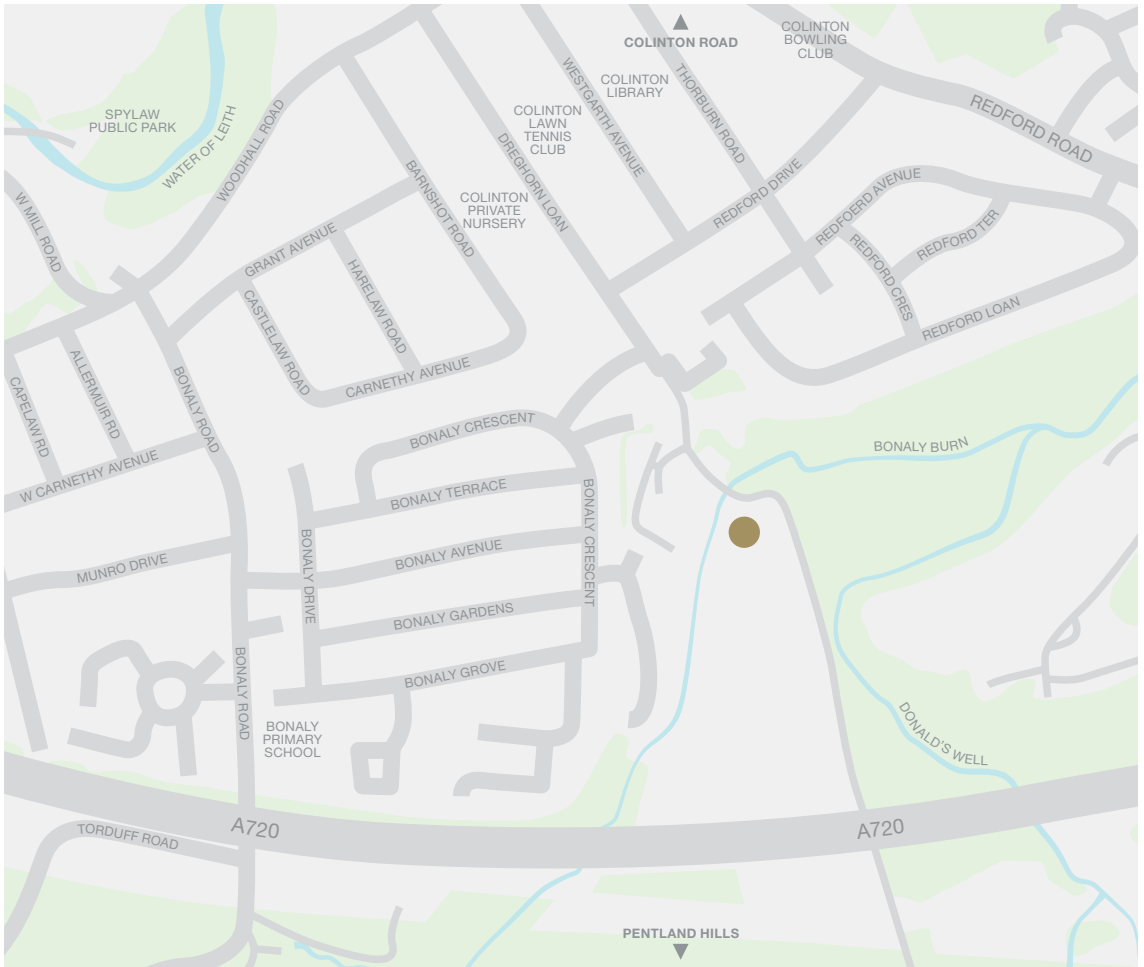 COLINTON ROAD
COLINTON
BOWLING
CLUB
COLINTON
LIBRARY
WESTGARTH AVENUE
THORBURN ROAD
REDFORD ROAD
SPYLAW
PUBLIC PARK
WATER OF LEITH
WOODHALL ROAD
COLINTON
LAWN
TENNIS
CLUB
DREGHORN LOAN
BARNSHOT ROAD
COLINTON
PRIVATE
NURSERY
REDFORD DRIVE
REDFOERD AVENUE
REDFORD TER
REDFORD CRES
REDFORD LOAN
W MILL ROAD
GRANT AVENUE
HARELAW ROAD
CASTLELAW ROAD
CARNETHY AVENUE
CAPELAW RD
ALLERMUIR RD
BONALY ROAD
W CARNETHY AVENUE
BONALY CRESCENT
BONALY TERRACE
BONALY CRESCENT
BONALY BURN
BONALY AVENUE
BONALY DRIVE
MUNRO DRIVE
BONALY GARDENS
BONALY GROVE
BONALY ROAD
BONALY
PRIMARY
SCHOOL
DONALD'S WELL
A720
A720
TORDUFF ROAD
PENTLAND HILLS